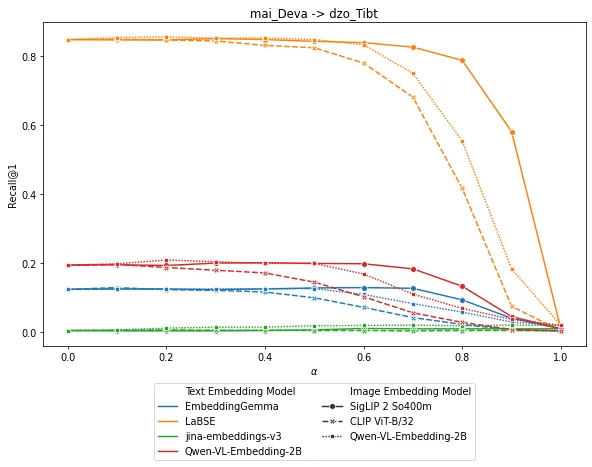 mai_Deva -> dzo_Tibt
Recall@1
0.8
0.6
0.4
0.2
0.0
0.0 0.2 0.4 0.6 0.8 1.0
α
Text Embedding Model
EmbeddingGemma
LaBSE
jina-embeddings-v3
Qwen-VL-Embedding-2B
Image Embedding Model
SigLIP 2 So400m
CLIP ViT-B/32
Qwen-VL-Embedding-2B